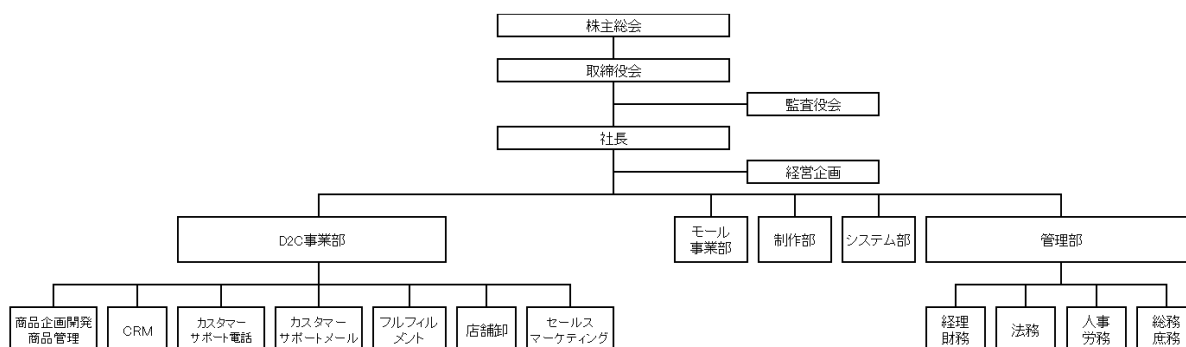 株主総会
取締役会
監査役会
社長
経営企画
D2C事業部
モール
事業部
制作部
システム部
管理部
商品企画開発
商品管理
CRM
カスタマー
サポート電話
カスタマー
サポートメール
フルフィル
メント
店舗卸
セールス
マーケティング
経理
財務
法務
人事
労務
総務
庶務